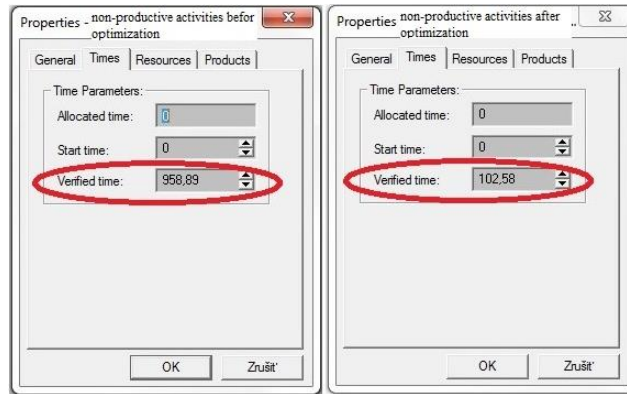 Properties - non-productive activities befor
optimization
General Times Resources Products
Time Parameters:
Allocated time: 0
Start time: 0
Verified time: 958,89
OK Zrušiť
Properties non-productive activities after ..
optimization
General Times Resources Products
Time Parameters:
Allocated time: 0
Start time: 0
Verified time: 102,58
OK Zrušiť